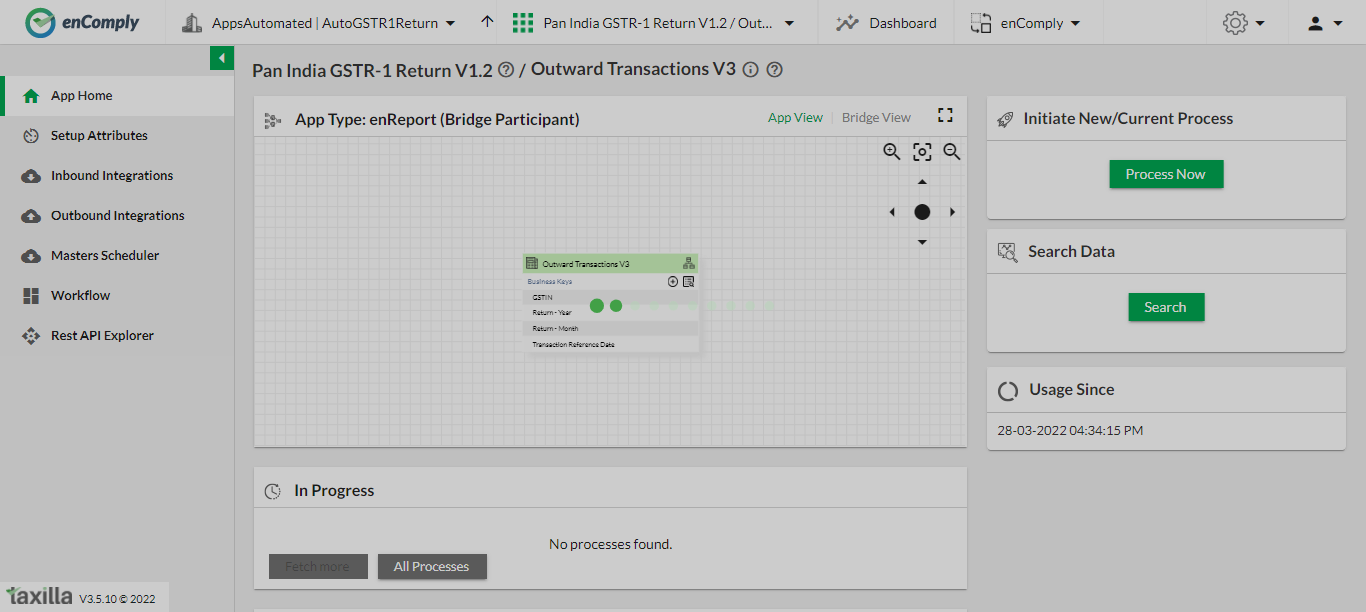 enComply
AppsAutomated | AutoGSTR1Return
Pan India GSTR-1 Return V1.2 / Out...
Dashboard
enComply
Pan India GSTR-1 Return V1.2 / Outward Transactions V3
App Home
Setup Attributes
Inbound Integrations
Outbound Integrations
Masters Scheduler
Workflow
Rest API Explorer
App Type: enReport (Bridge Participant)
App View
Bridge View
Outward Transactions V3
Business Keys
GSTIN
Return - Year
Return - Month
Transaction Reference Date
Initiate New/Current Process
Process Now
Search Data
Search
Usage Since
28-03-2022 04:34:15 PM
In Progress
No processes found.
Fetch more
All Processes
taxilla V3.5.10 © 2022